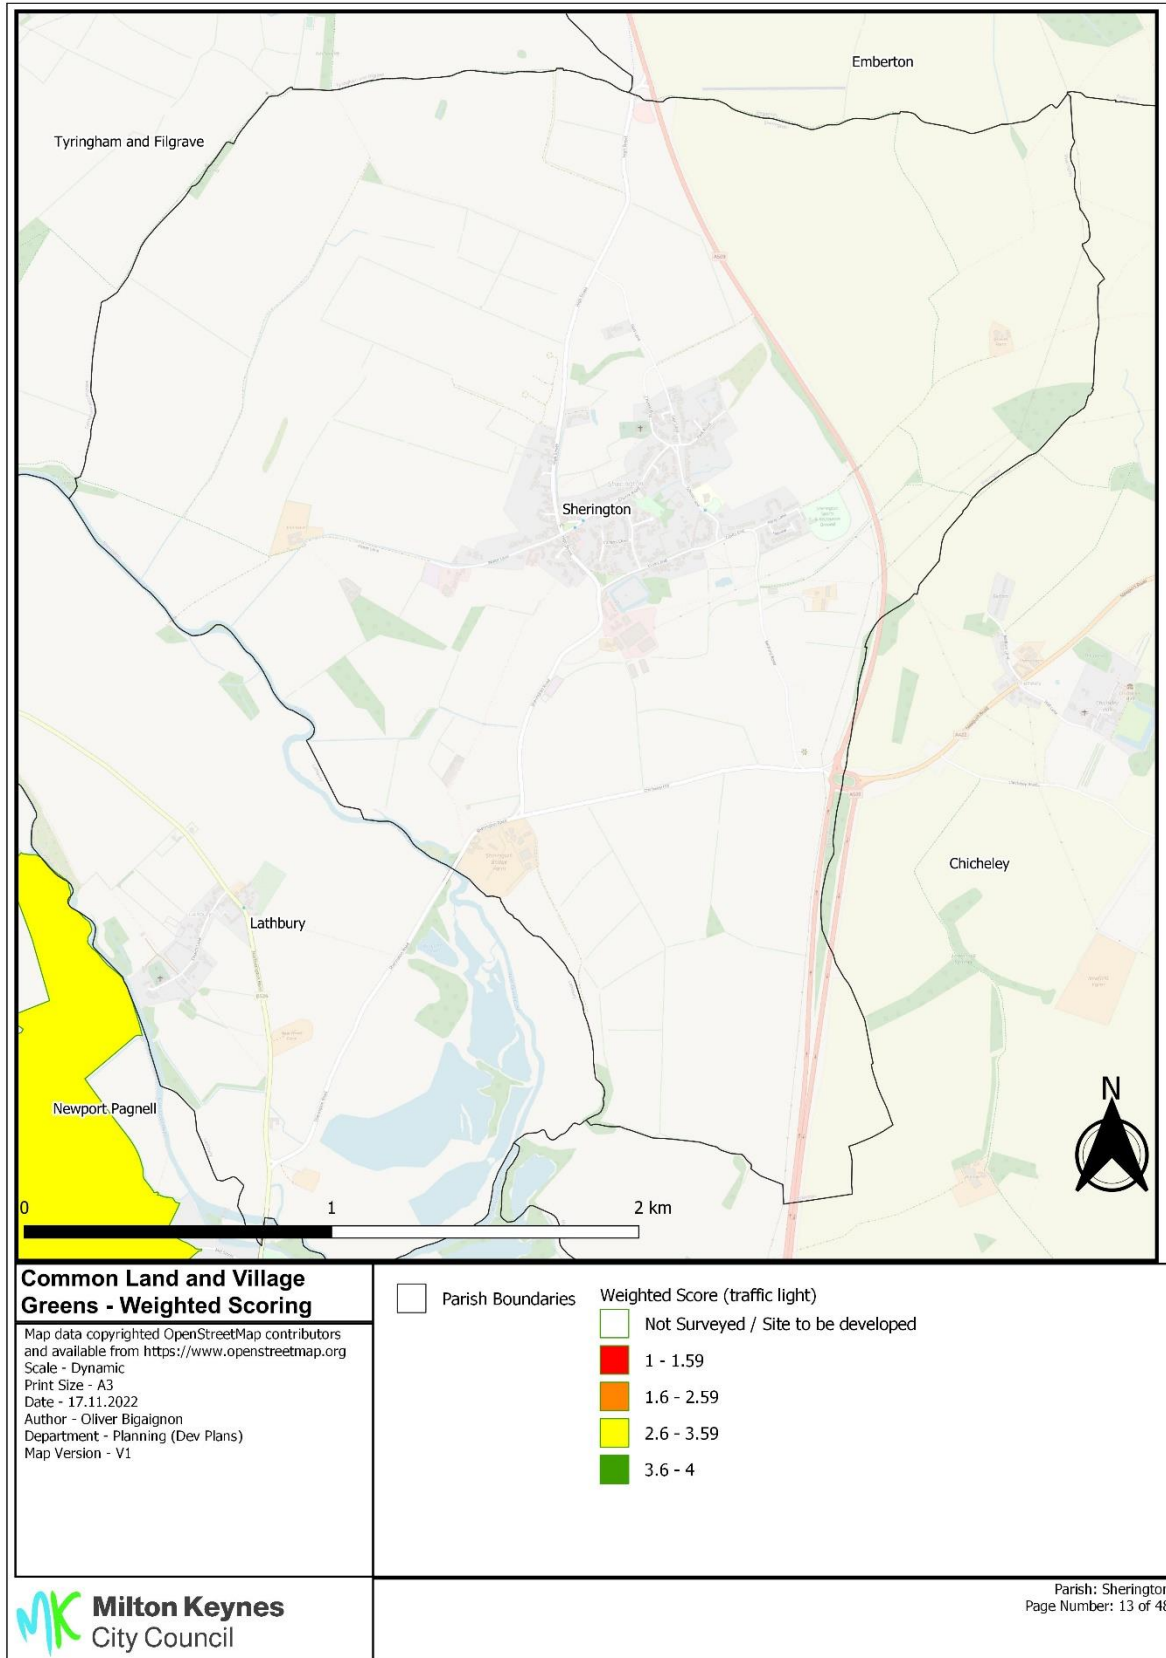 Emberton
Tyringham and Filgrave
Sherington
Chicheley
Lathbury
Newport Pagnell
N
0 1 2 km
Common Land and Village
Greens - Weighted Scoring
Map data copyrighted OpenStreetMap contributors
and available from https://www.openstreetmap.org
Scale - Dynamic
Print Size - A3
Date - 17.11.2022
Author - Oliver Bigaignon
Department - Planning (Dev Plans)
Map Version - V1
Parish Boundaries
Weighted Score (traffic light)
Not Surveyed / Site to be developed
1 - 1.59
1.6 - 2.59
2.6 - 3.59
3.6 - 4
MK Milton Keynes
City Council
Parish: Sherington
Page Number: 13 of 48